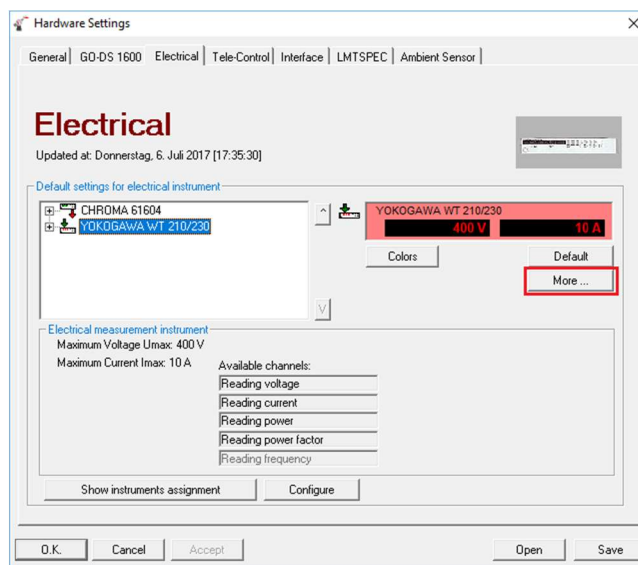 Hardware Settings
General GO-DS 1600 Electrical Tele-Control Interface LMTSPEC Ambient Sensor
Electrical
Updated at: Donnerstag, 6. Juli 2017 [17:35:30]
Default settings for electrical instrument
CHROMA 61604
YOKOGAWA WT 210/230
YOKOGAWA WT 210/230
400 V 10 A
Colors Default
More ...
Electrical measurement instrument
Maximum Voltage Umax: 400 V
Maximum Current Imax: 10 A
Available channels:
Reading voltage
Reading current
Reading power
Reading power factor
Reading frequency
Show instruments assignment Configure
O.K. Cancel Accept Open Save